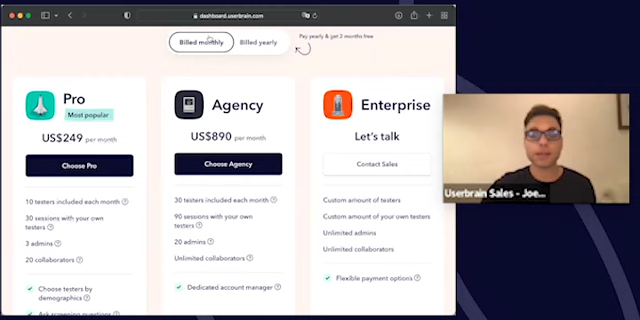 dashboard.userbrain.com
Billed monthly
Billed yearly
Pay yearly & get 2 months free
Pro
Most popular
US$249 per month
Choose Pro
10 testers included each month
30 sessions with your own
testers
3 admins
20 collaborators
Choose testers by
demographics
Ask screening questions
Agency
US$890 per month
Choose Agency
30 testers included each month
90 sessions with your own
testers
20 admins
Unlimited collaborators
Dedicated account manager
Enterprise
Let's talk
Contact Sales
Custom amount of testers
Custom amount of your own testers
Unlimited admins
Unlimited collaborators
Flexible payment options
Userbrain Sales - Joe...